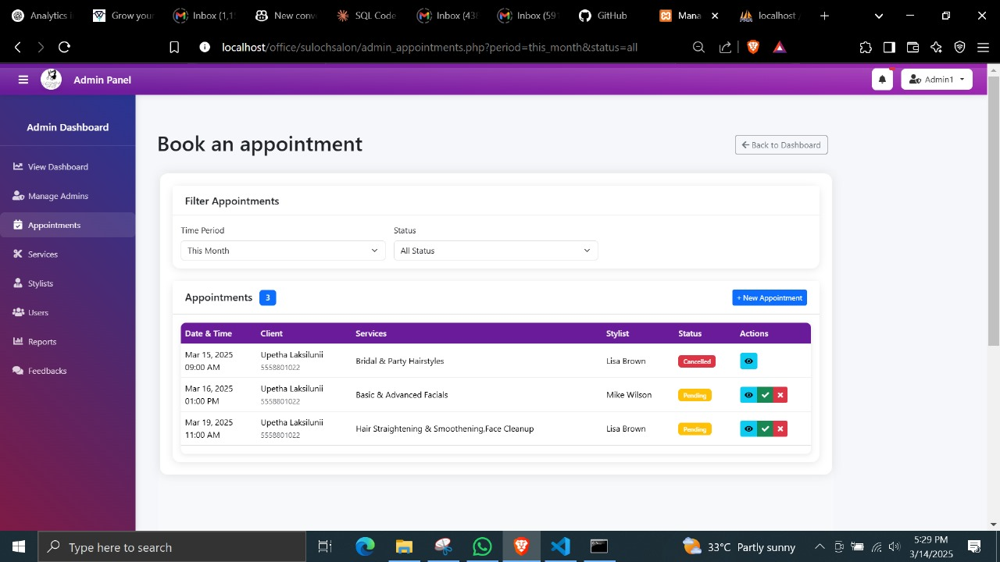 Analytics l
Grow your
Inbox (1,1
New conv
SQL Code
Inbox (438
Inbox (591
GitHub
Mana
localhost /
localhost/office/sulochsalon/admin_appointments.php?period=this_month&status=all
Admin Panel
Admin1
Admin Dashboard
View Dashboard
Manage Admins
Appointments
Services
Stylists
Users
Reports
Feedbacks
Book an appointment
Back to Dashboard
Filter Appointments
Time Period
Status
This Month
All Status
Appointments 3
+ New Appointment
Date & Time Client Services Stylist Status Actions
Mar 15, 2025 Upetha Laksilunii
09:00 AM 5558801022 Bridal & Party Hairstyles Lisa Brown Cancelled
Mar 16, 2025 Upetha Laksilunii
01:00 PM 5558801022 Basic & Advanced Facials Mike Wilson Pending
Mar 19, 2025 Upetha Laksilunii
11:00 AM 5558801022 Hair Straightening & Smoothening,Face Cleanup Lisa Brown Pending
Type here to search
33°C Partly sunny
5:29 PM
3/14/2025